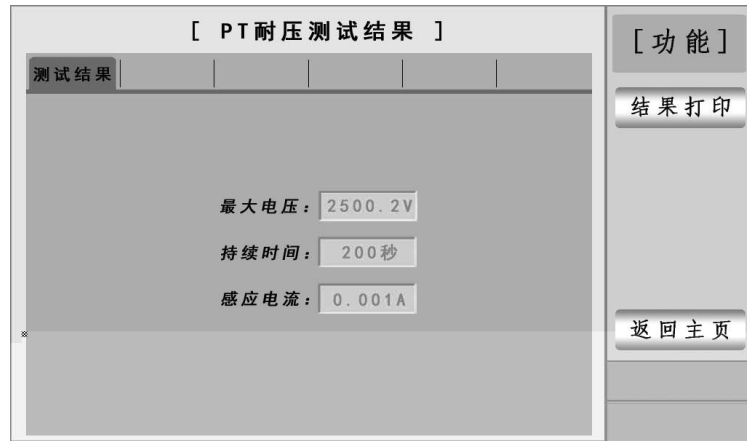 [ PT耐压测试结果 ]
[功能]
测试结果
结果打印
最大电压: 2500.2V
持续时间: 200秒
感应电流: 0.001A
返回主页